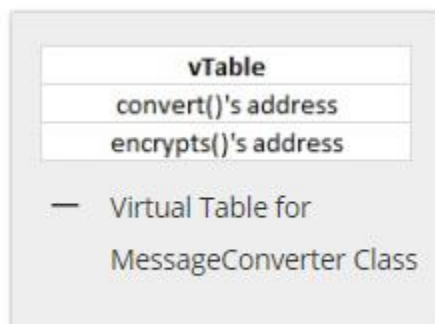 vTable
convert()'s address
encrypts()'s address
— Virtual Table for
MessageConverter Class